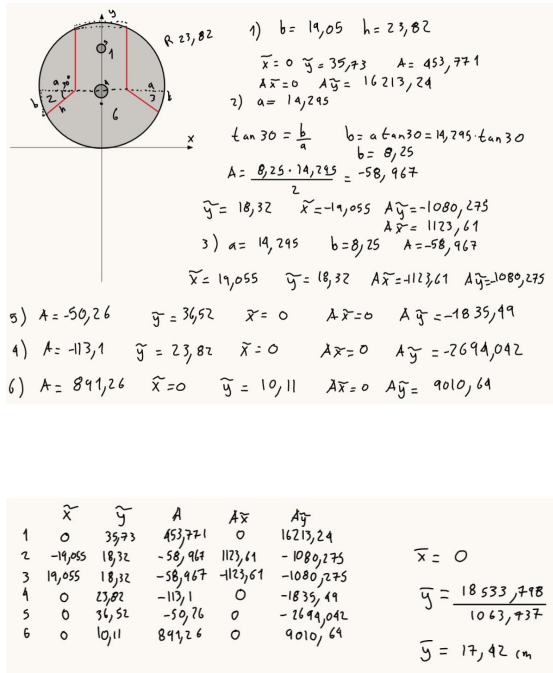 y
R 23,82
1
a 30° a
2 3
b h b
6
x
1) b= 19,05 h= 23,82
x̃= 0 ỹ= 35,73 A= 453,771
Ax̃=0 Aỹ= 16213,24
2) a= 14,295
tan 30 = b/a b= a tan30 = 14,295·tan 30
b= 8,25
A= 8,25·14,295/2 = -58,967
ỹ= 18,32 x̃=-19,055 Aỹ=-1080,275
Ax̃= 1123,61
3) a= 14,295 b=8,25 A=-58,967
x̃= 19,055 ỹ= 18,32 Ax̃=-1123,61 Aỹ=-1080,275
5) A= -50,26 ỹ= 36,52 x̃= 0 Ax̃=0 Aỹ= -1835,49
4) A= -113,1 ỹ= 23,82 x̃=0 Ax̃=0 Aỹ= -2694,042
6) A= 891,26 x̃=0 ỹ= 10,11 Ax̃=0 Aỹ= 9010,64
x̃ ỹ A Ax̃ Aỹ
1 0 35,73 453,771 0 16213,24
2 -19,055 18,32 -58,967 1123,61 -1080,275
3 19,055 18,32 -58,967 -1123,61 -1080,275
4 0 23,82 -113,1 0 -1835,49
5 0 36,52 -50,26 0 -2694,042
6 0 10,11 891,26 0 9010,64
x̄= 0
ȳ= 18533,798/1063,737
ȳ= 17,42 cm